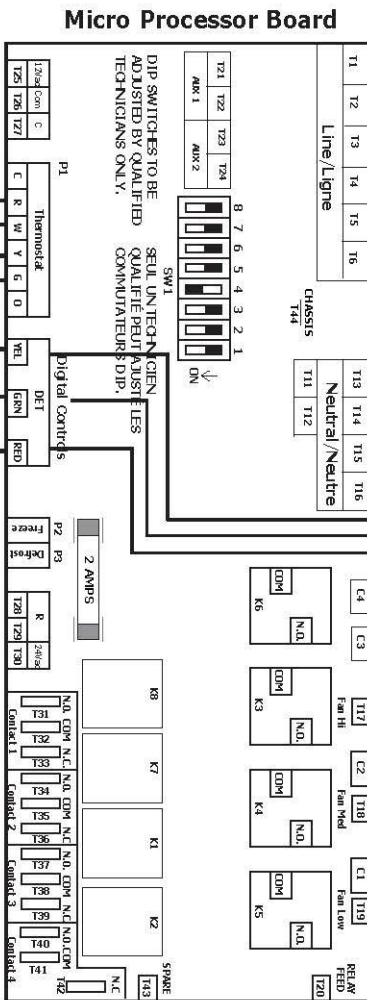 Micro Processor Board
T1 T2 T3 T4 T5 T6
Line/Ligne
CHASSIS
T44
T13 T14 T15 T16
Neutral/Neutre
T11 T12
T21 T22 T23 T24
AUX 1 AUX 2
8 7 6 5 4 3 2 1
SW1
ON
DIP SWITCHES TO BE
ADJUSTED BY QUALIFIED
TECHNICIANS ONLY.
SEUL UN TECHNICIEN
QUALIFIÉ PEUT AJUSTE LES
COMMUTATEURS DIP.
12Vac Com C
T25 T26 T27
P1
Thermostat
C R W Y G O
Digital Controls
DET
YEL GRN RED
P2 P3
Freeze Defrost
2 AMPS
R 24Vac
T28 T29 T30
C4 C3 T17 C2 T18 C1 T19
Fan Hi Fan Med Fan Low
RELAY
FEED
T20
COM N.O.
K6
COM N.O.
K3
COM N.O.
K4
COM N.O.
K5
K8 K7 K1 K2
SPARE
T43
N.O. COM N.C.
T31 T32 T33
Contact 1
N.O. COM N.C
T34 T35 T36
Contact 2
N.O. COM N.C
T37 T38 T39
Contact 3
N.O. COM N.C
T40 T41 T42
Contact 4